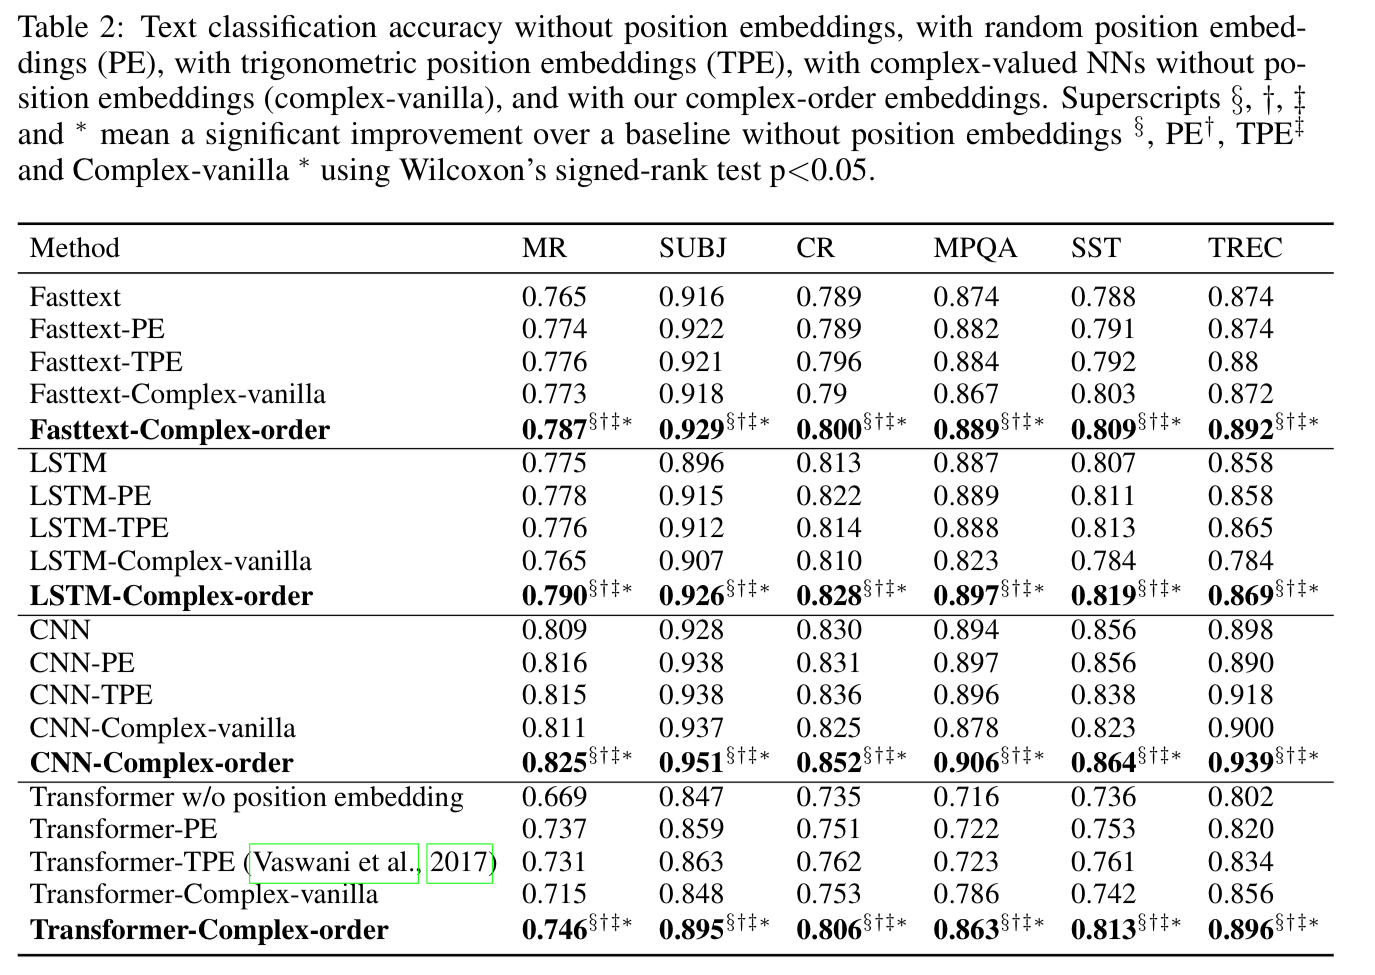 Table 2: Text classification accuracy without position embeddings, with random position embed-
dings (PE), with trigonometric position embeddings (TPE), with complex-valued NNs without po-
sition embeddings (complex-vanilla), and with our complex-order embeddings. Superscripts §, †, ‡
and * mean a significant improvement over a baseline without position embeddings §, PE†, TPE‡
and Complex-vanilla * using Wilcoxon's signed-rank test p<0.05.
Method MR SUBJ CR MPQA SST TREC
Fasttext 0.765 0.916 0.789 0.874 0.788 0.874
Fasttext-PE 0.774 0.922 0.789 0.882 0.791 0.874
Fasttext-TPE 0.776 0.921 0.796 0.884 0.792 0.88
Fasttext-Complex-vanilla 0.773 0.918 0.79 0.867 0.803 0.872
Fasttext-Complex-order 0.787§†‡* 0.929§†‡* 0.800§†‡* 0.889§†‡* 0.809§†‡* 0.892§†‡*
LSTM 0.775 0.896 0.813 0.887 0.807 0.858
LSTM-PE 0.778 0.915 0.822 0.889 0.811 0.858
LSTM-TPE 0.776 0.912 0.814 0.888 0.813 0.865
LSTM-Complex-vanilla 0.765 0.907 0.810 0.823 0.784 0.784
LSTM-Complex-order 0.790§†‡* 0.926§†‡* 0.828§†‡* 0.897§†‡* 0.819§†‡* 0.869§†‡*
CNN 0.809 0.928 0.830 0.894 0.856 0.898
CNN-PE 0.816 0.938 0.831 0.897 0.856 0.890
CNN-TPE 0.815 0.938 0.836 0.896 0.838 0.918
CNN-Complex-vanilla 0.811 0.937 0.825 0.878 0.823 0.900
CNN-Complex-order 0.825§†‡* 0.951§†‡* 0.852§†‡* 0.906§†‡* 0.864§†‡* 0.939§†‡*
Transformer w/o position embedding 0.669 0.847 0.735 0.716 0.736 0.802
Transformer-PE 0.737 0.859 0.751 0.722 0.753 0.820
Transformer-TPE (Vaswani et al., 2017) 0.731 0.863 0.762 0.723 0.761 0.834
Transformer-Complex-vanilla 0.715 0.848 0.753 0.786 0.742 0.856
Transformer-Complex-order 0.746§†‡* 0.895§†‡* 0.806§†‡* 0.863§†‡* 0.813§†‡* 0.896§†‡*